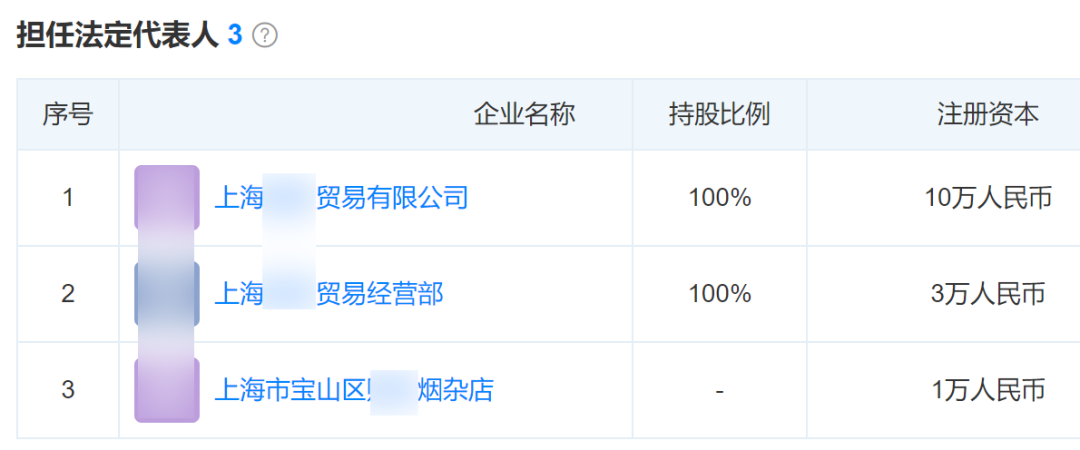 担任法定代表人 3 ?
序号 企业名称 持股比例 注册资本
1 上海 贸易有限公司 100% 10万人民币
2 上海 贸易经营部 100% 3万人民币
3 上海市宝山区 烟杂店 - 1万人民币